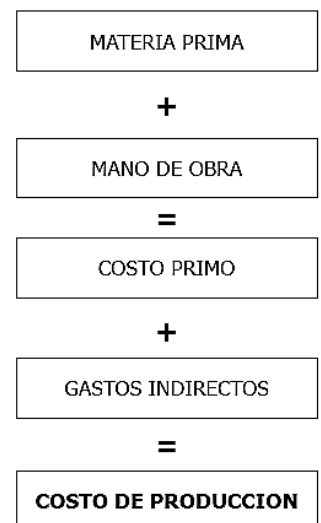 MATERIA PRIMA
+
MANO DE OBRA
=
COSTO PRIMO
+
GASTOS INDIRECTOS
=
COSTO DE PRODUCCION